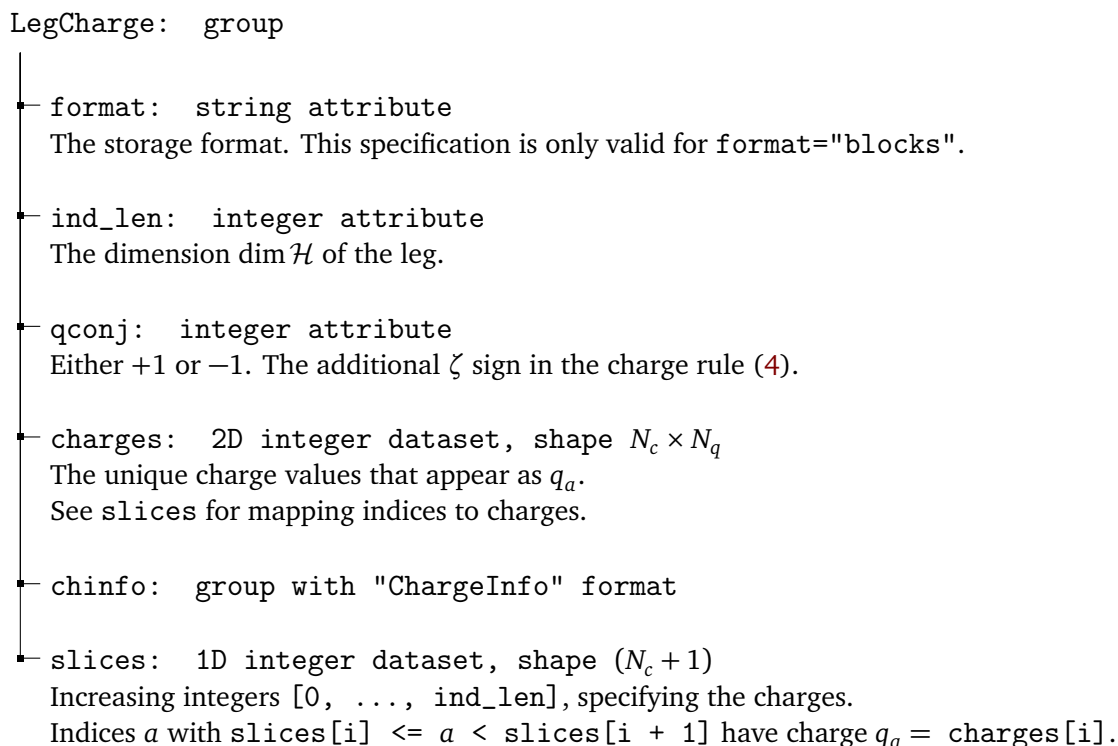 LegCharge: group
format: string attribute
The storage format. This specification is only valid for format="blocks".
ind_len: integer attribute
The dimension dim ℋ of the leg.
qconj: integer attribute
Either +1 or −1. The additional ζ sign in the charge rule (4).
charges: 2D integer dataset, shape N_c × N_q
The unique charge values that appear as q_a.
See slices for mapping indices to charges.
chinfo: group with "ChargeInfo" format
slices: 1D integer dataset, shape (N_c + 1)
Increasing integers [0, ..., ind_len], specifying the charges.
Indices a with slices[i] <= a < slices[i + 1] have charge q_a = charges[i].